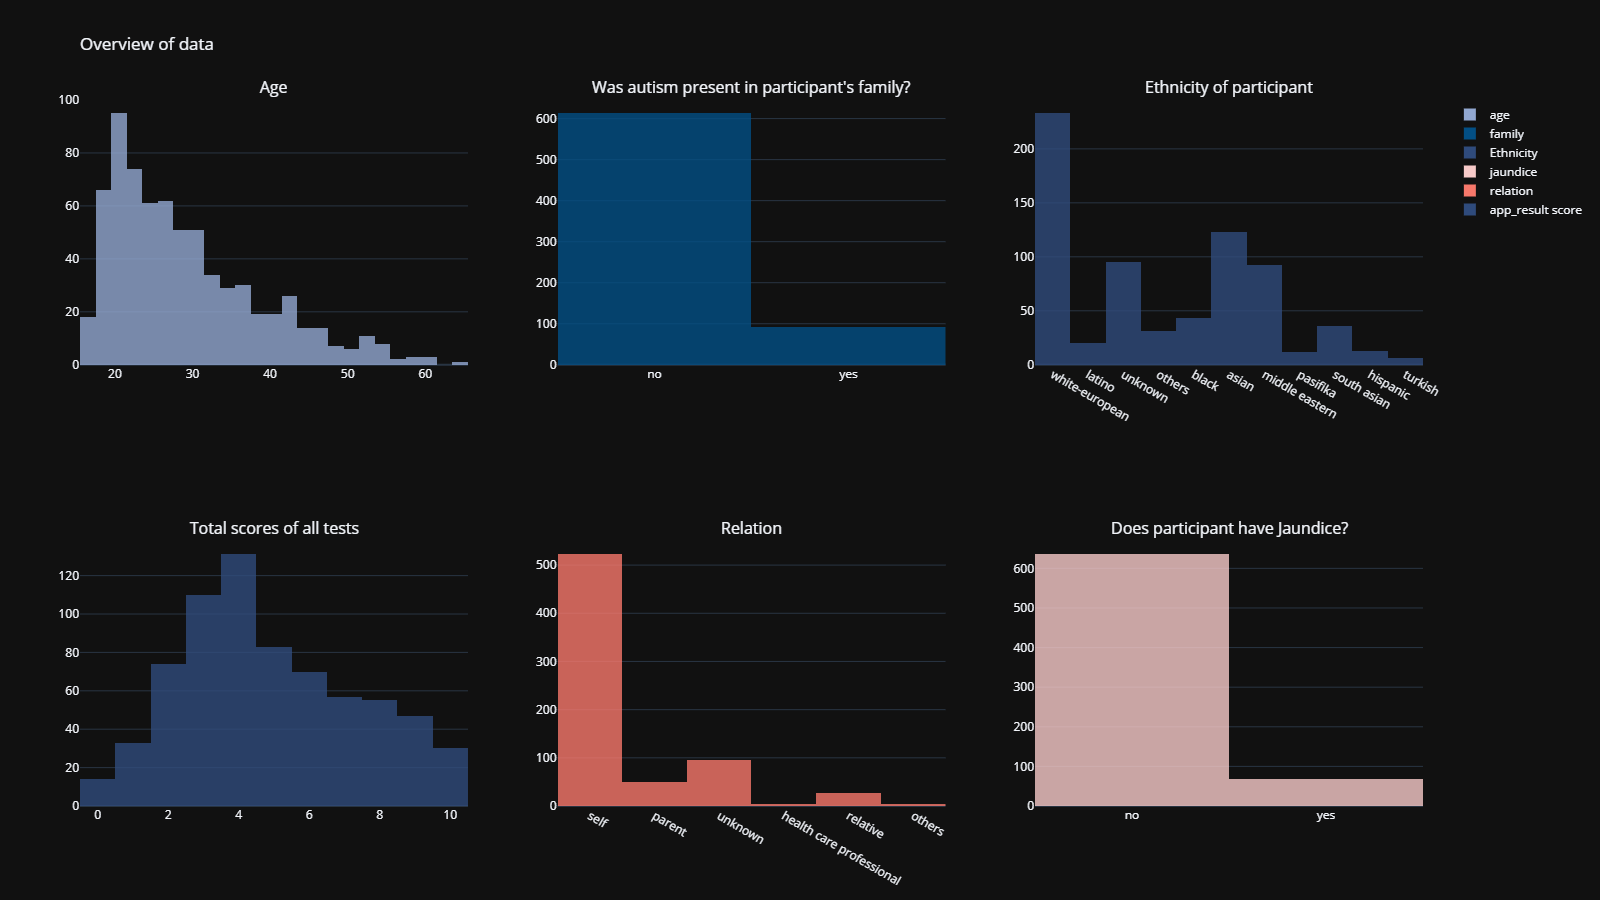 Overview of data
Age
100
80
60
40
20
0
20 30 40 50 60
Was autism present in participant's family?
600
500
400
300
200
100
0
no yes
Ethnicity of participant
200
150
100
50
0
white-european
latino
unknown
others
black
asian
middle eastern
pasifika
south asian
hispanic
turkish
age
family
Ethnicity
jaundice
relation
app_result score
Total scores of all tests
120
100
80
60
40
20
0
0 2 4 6 8 10
Relation
500
400
300
200
100
0
self
parent
unknown
health care professional
relative
others
Does participant have Jaundice?
600
500
400
300
200
100
0
no yes